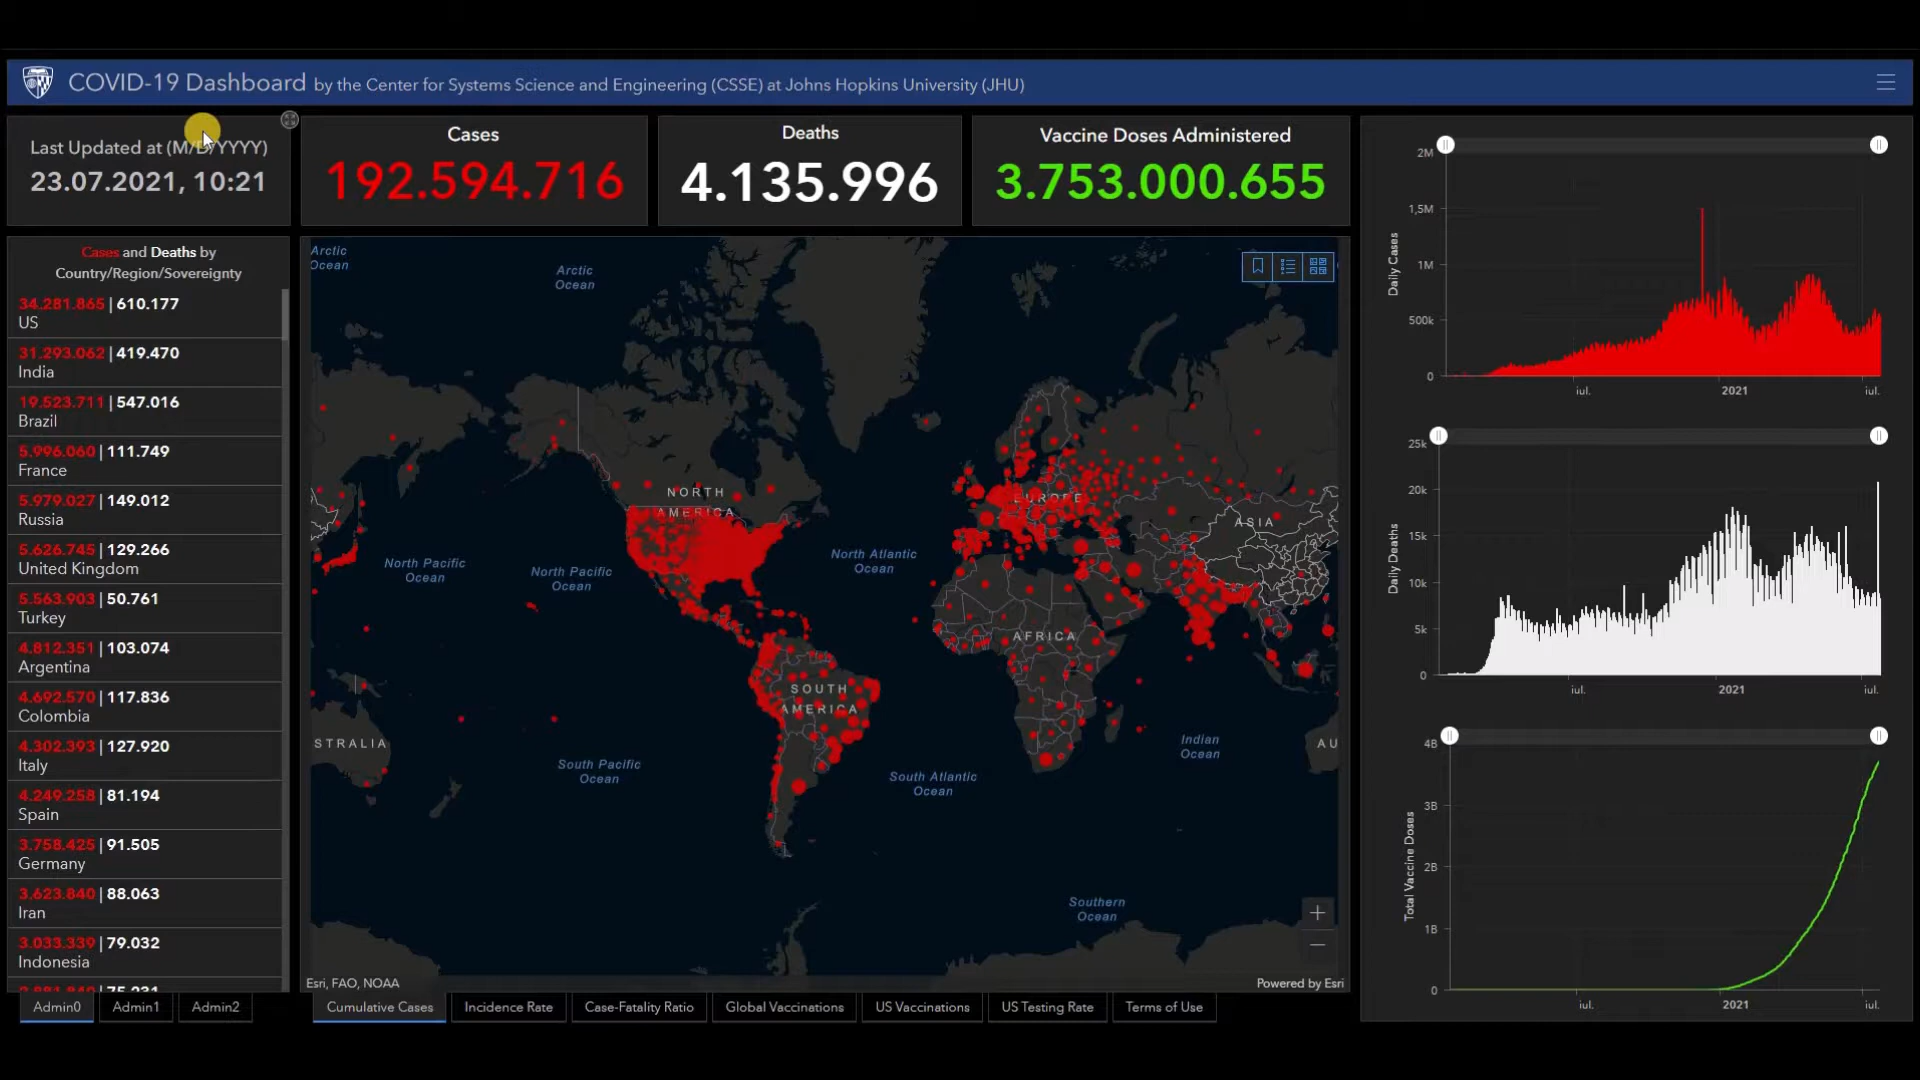 COVID-19 Dashboard by the Center for Systems Science and Engineering (CSSE) at Johns Hopkins University (JHU)
Last Updated at (M/D/YYYY)
23.07.2021, 10:21
Cases
192.594.716
Deaths
4.135.996
Vaccine Doses Administered
3.753.000.655
Cases and Deaths by
Country/Region/Sovereignty
34.281.865 | 610.177
US
31.293.062 | 419.470
India
19.523.711 | 547.016
Brazil
5.996.060 | 111.749
France
5.979.027 | 149.012
Russia
5.626.745 | 129.266
United Kingdom
5.563.903 | 50.761
Turkey
4.812.351 | 103.074
Argentina
4.692.570 | 117.836
Colombia
4.302.393 | 127.920
Italy
4.249.258 | 81.194
Spain
3.758.425 | 91.505
Germany
3.623.840 | 88.063
Iran
3.033.339 | 79.032
Indonesia
Admin0
Admin1
Admin2
Arctic
Ocean
Arctic
Ocean
NORTH
AMERICA
EUROPE
ASIA
North Pacific
Ocean
North Pacific
Ocean
North Atlantic
Ocean
AFRICA
SOUTH
AMERICA
STRALIA
AU
Indian
Ocean
South Pacific
Ocean
South Atlantic
Ocean
Southern
Ocean
Esri, FAO, NOAA
Powered by Esri
Cumulative Cases
Incidence Rate
Case-Fatality Ratio
Global Vaccinations
US Vaccinations
US Testing Rate
Terms of Use
Daily Cases
2M
1,5M
1M
500k
0
iul.
2021
iul.
Daily Deaths
25k
20k
15k
10k
5k
0
iul.
2021
iul.
Total Vaccine Doses
4B
3B
2B
1B
0
iul.
2021
iul.